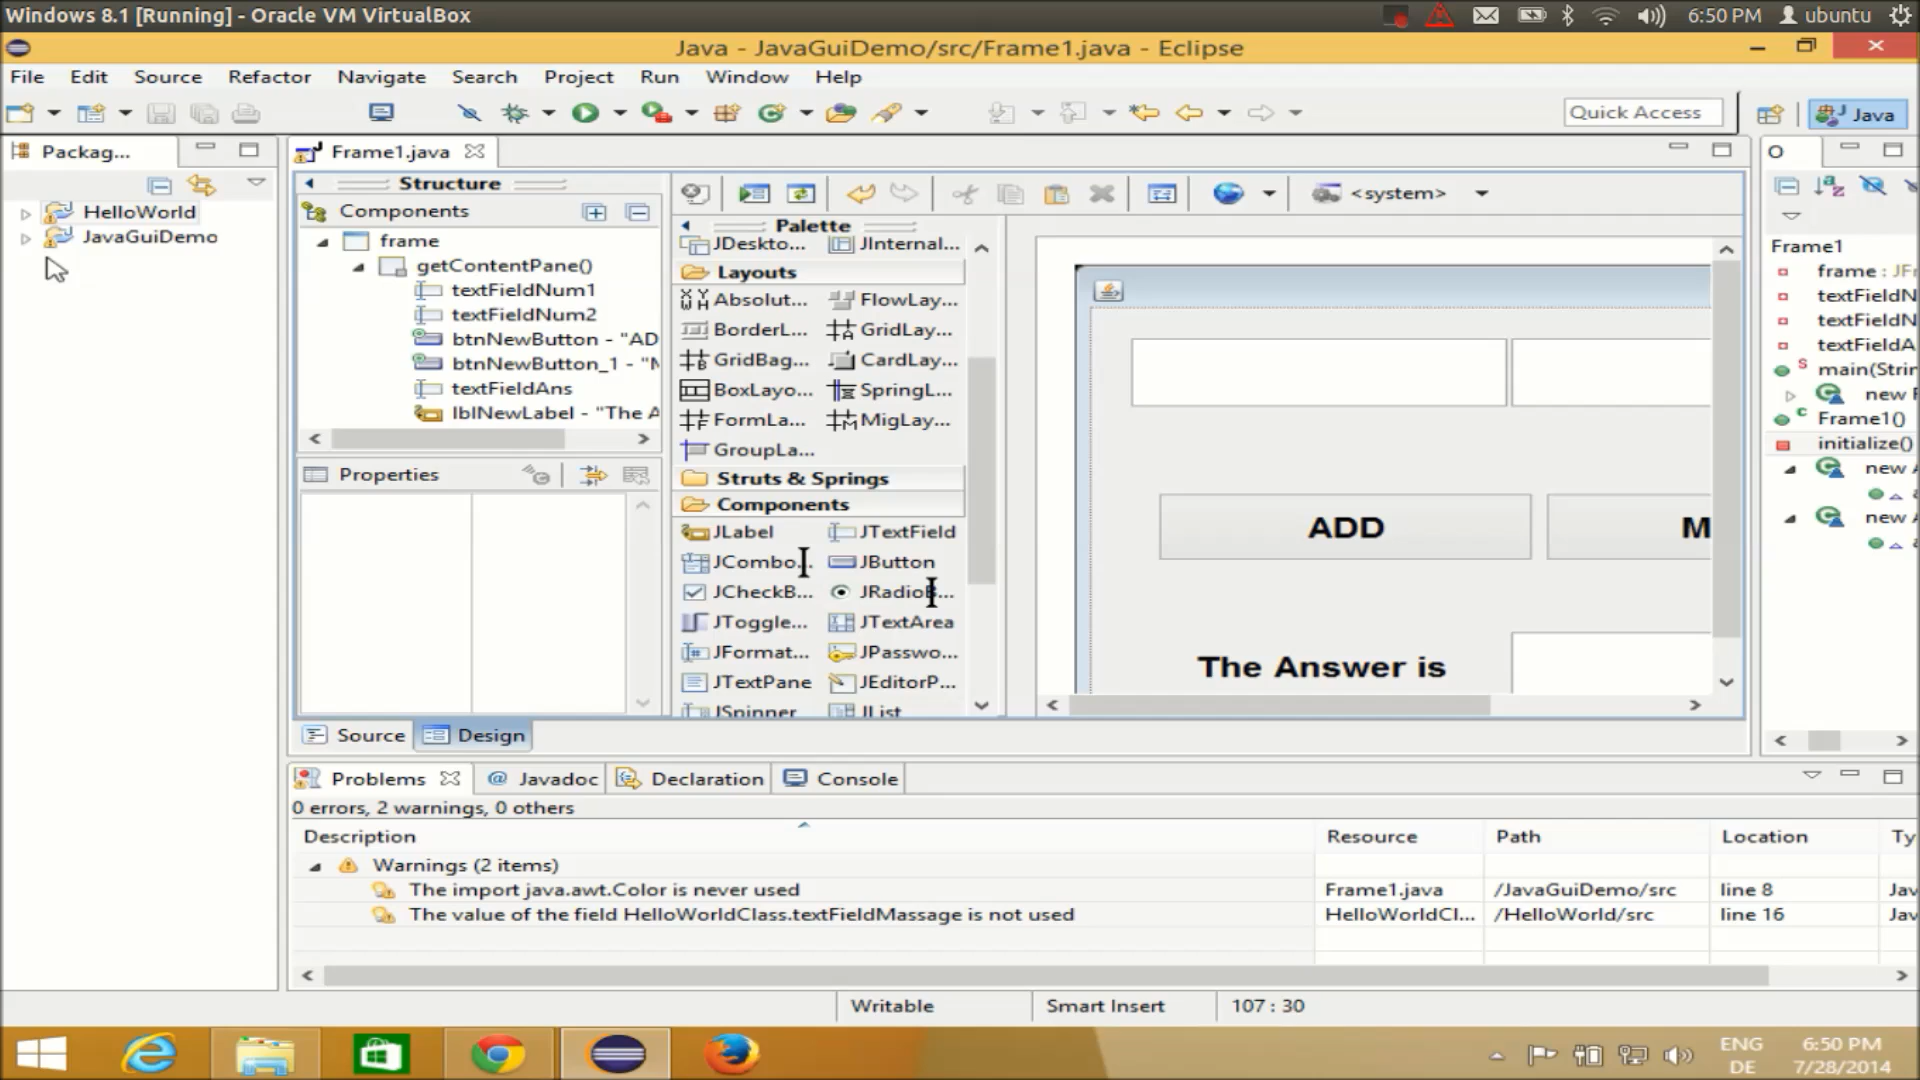 Windows 8.1 [Running] - Oracle VM VirtualBox
6:50 PM ubuntu
Java - JavaGuiDemo/src/Frame1.java - Eclipse
File Edit Source Refactor Navigate Search Project Run Window Help
Quick Access
Java
Packag...
HelloWorld
JavaGuiDemo
Frame1.java
Structure
Components
frame
getContentPane()
textFieldNum1
textFieldNum2
btnNewButton - "AD
btnNewButton_1 - "M
textFieldAns
lblNewLabel - "The A
Properties
<system>
Palette
JDeskto... JInternal...
Layouts
Absolut... FlowLay...
BorderL... GridLay...
GridBag... CardLay...
BoxLayo... SpringL...
FormLa... MigLay...
GroupLa...
Struts & Springs
Components
JLabel JTextField
JCombo... JButton
JCheckB... JRadioB...
JToggle... JTextArea
JFormat... JPasswo...
JTextPane JEditorP...
JSpinner JList
ADD
M
The Answer is
O
Frame1
frame : JFr
textFieldN
textFieldN
textFieldA
main(Strin
new F
Frame1()
initialize()
new A
new A
Source Design
Problems Javadoc Declaration Console
0 errors, 2 warnings, 0 others
Description Resource Path Location Ty
Warnings (2 items)
The import java.awt.Color is never used Frame1.java /JavaGuiDemo/src line 8 Jav
The value of the field HelloWorldClass.textFieldMassage is not used HelloWorldCl... /HelloWorld/src line 16 Jav
Writable Smart Insert 107 : 30
ENG 6:50 PM
DE 7/28/2014